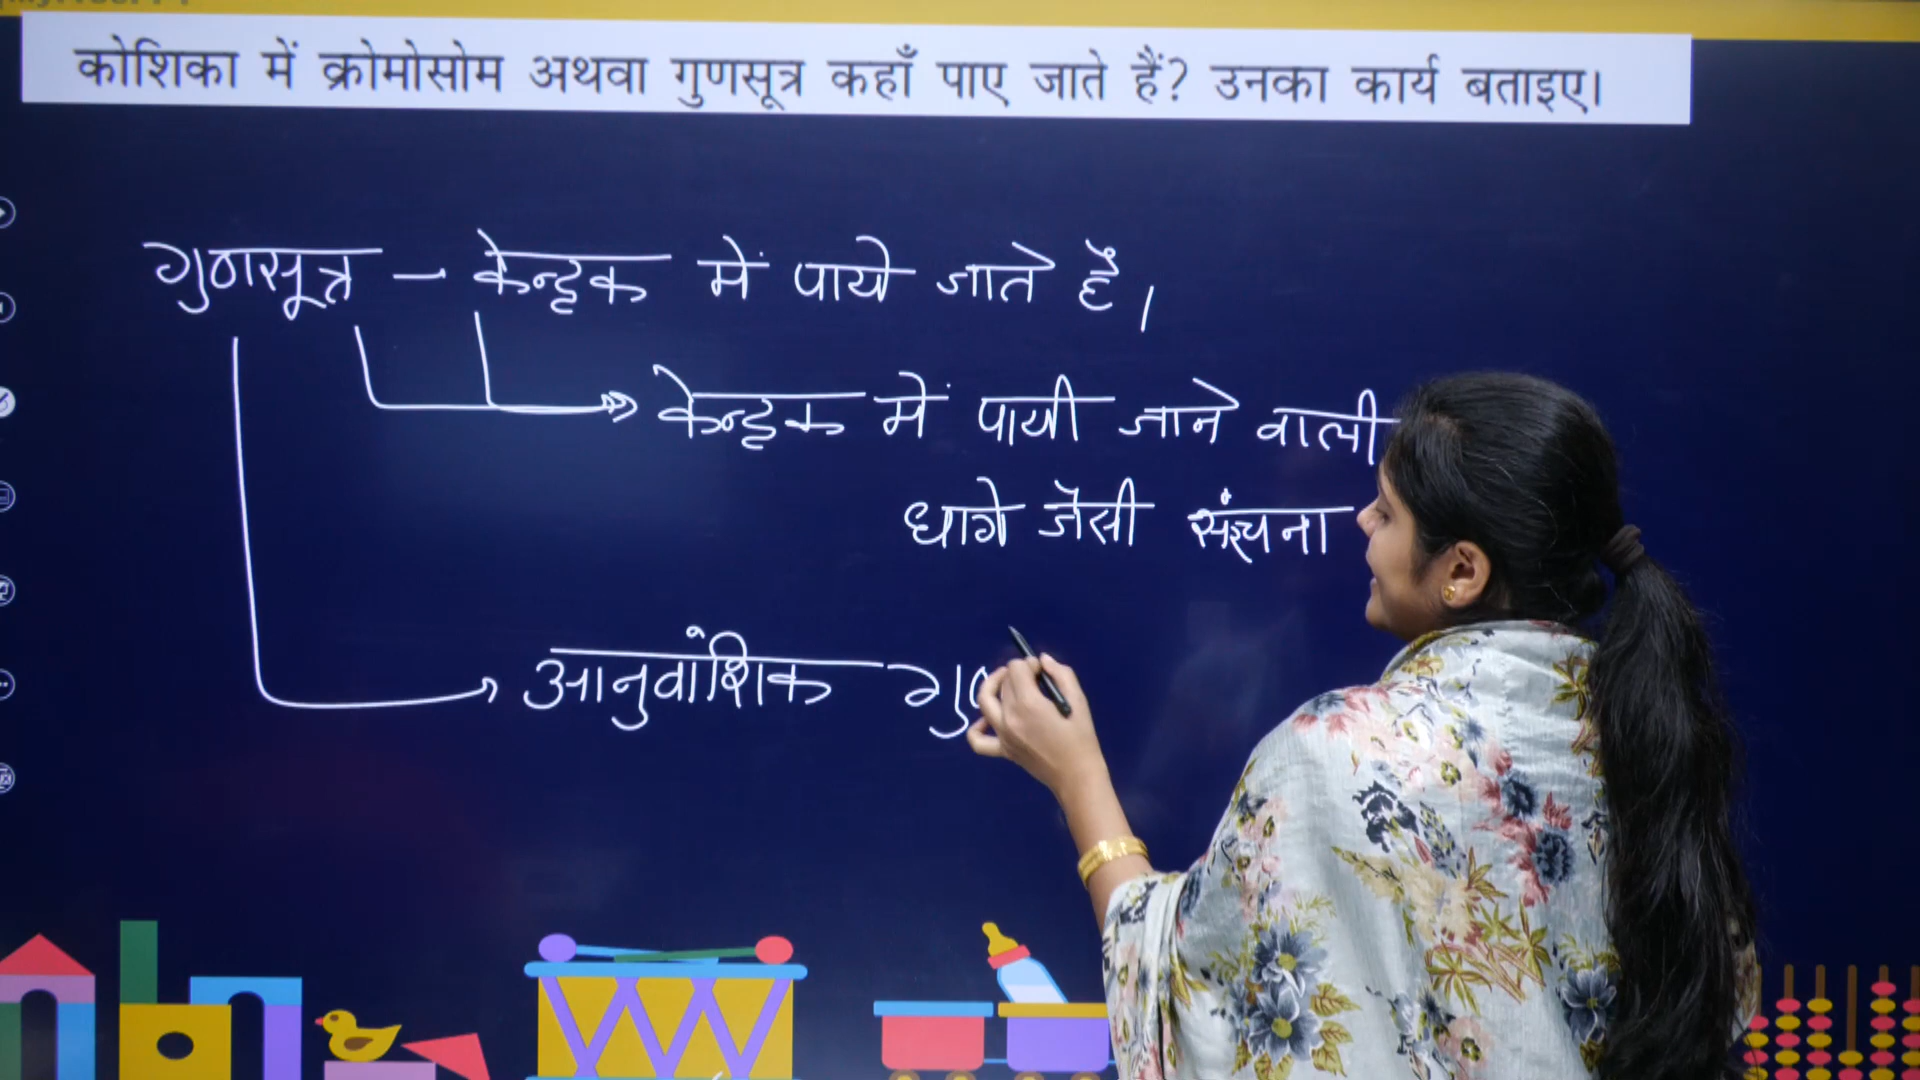 कोशिका में क्रोमोसोम अथवा गुणसूत्र कहाँ पाए जाते हैं? उनका कार्य बताइए।
गुणसूत्र – केन्द्रक में पाये जाते है।
केन्द्रक में पायी जाने वाली
धागे जैसी संरचना
आनुवांशिक